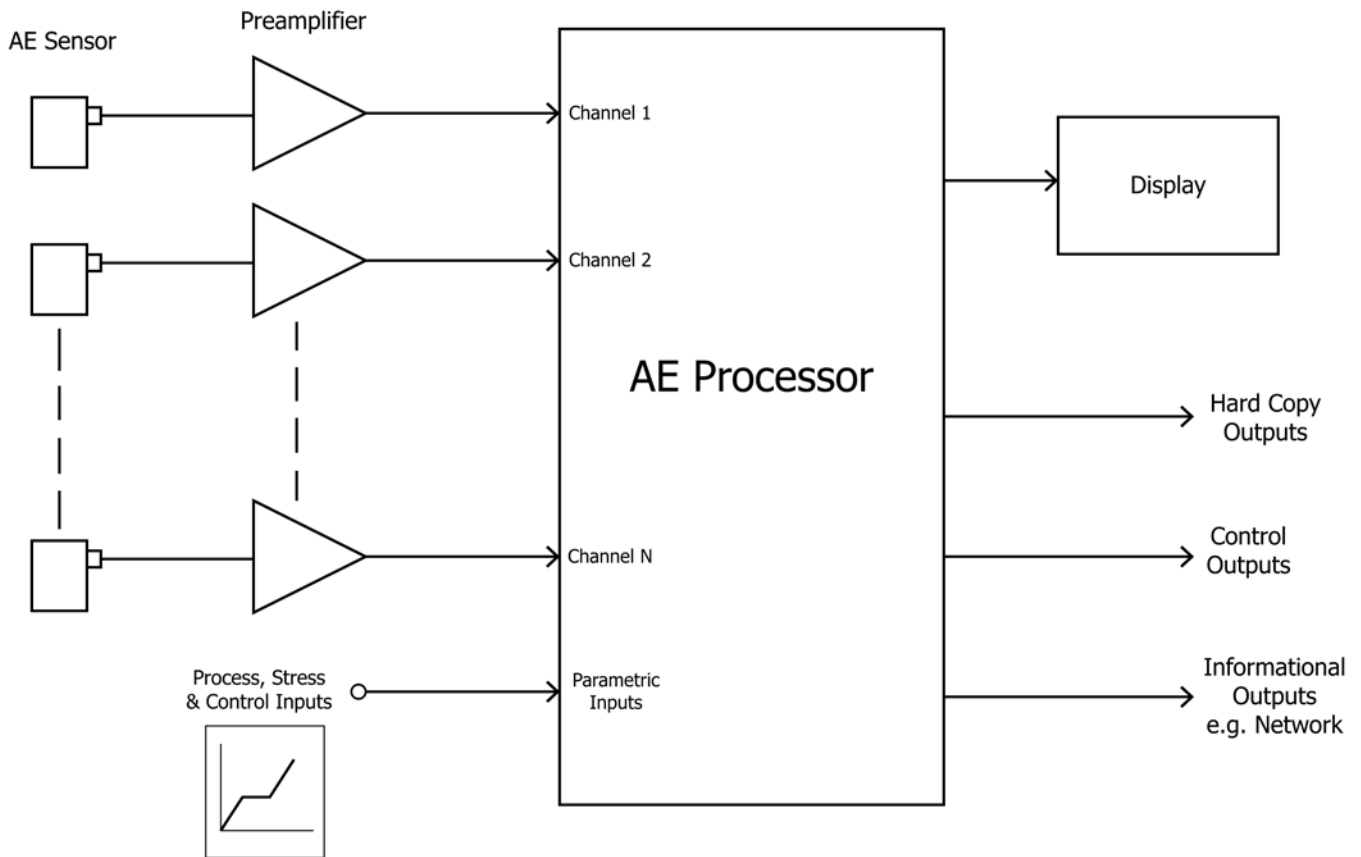 AE Sensor
Preamplifier
Channel 1
Channel 2
Channel N
Process, Stress
& Control Inputs
Parametric
Inputs
AE Processor
Display
Hard Copy
Outputs
Control
Outputs
Informational
Outputs
e.g. Network